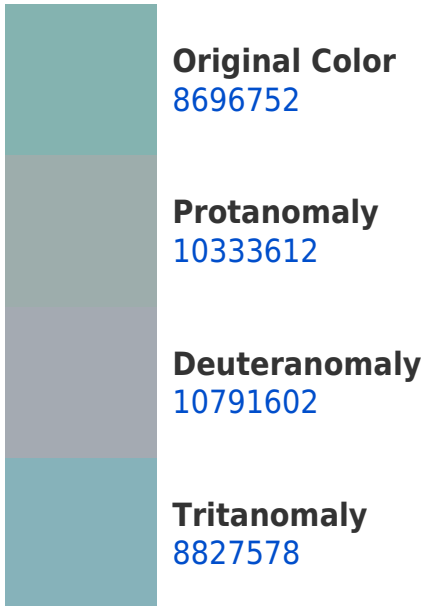 Original Color
8696752
Protanomaly
10333612
Deuteranomaly
10791602
Tritanomaly
8827578